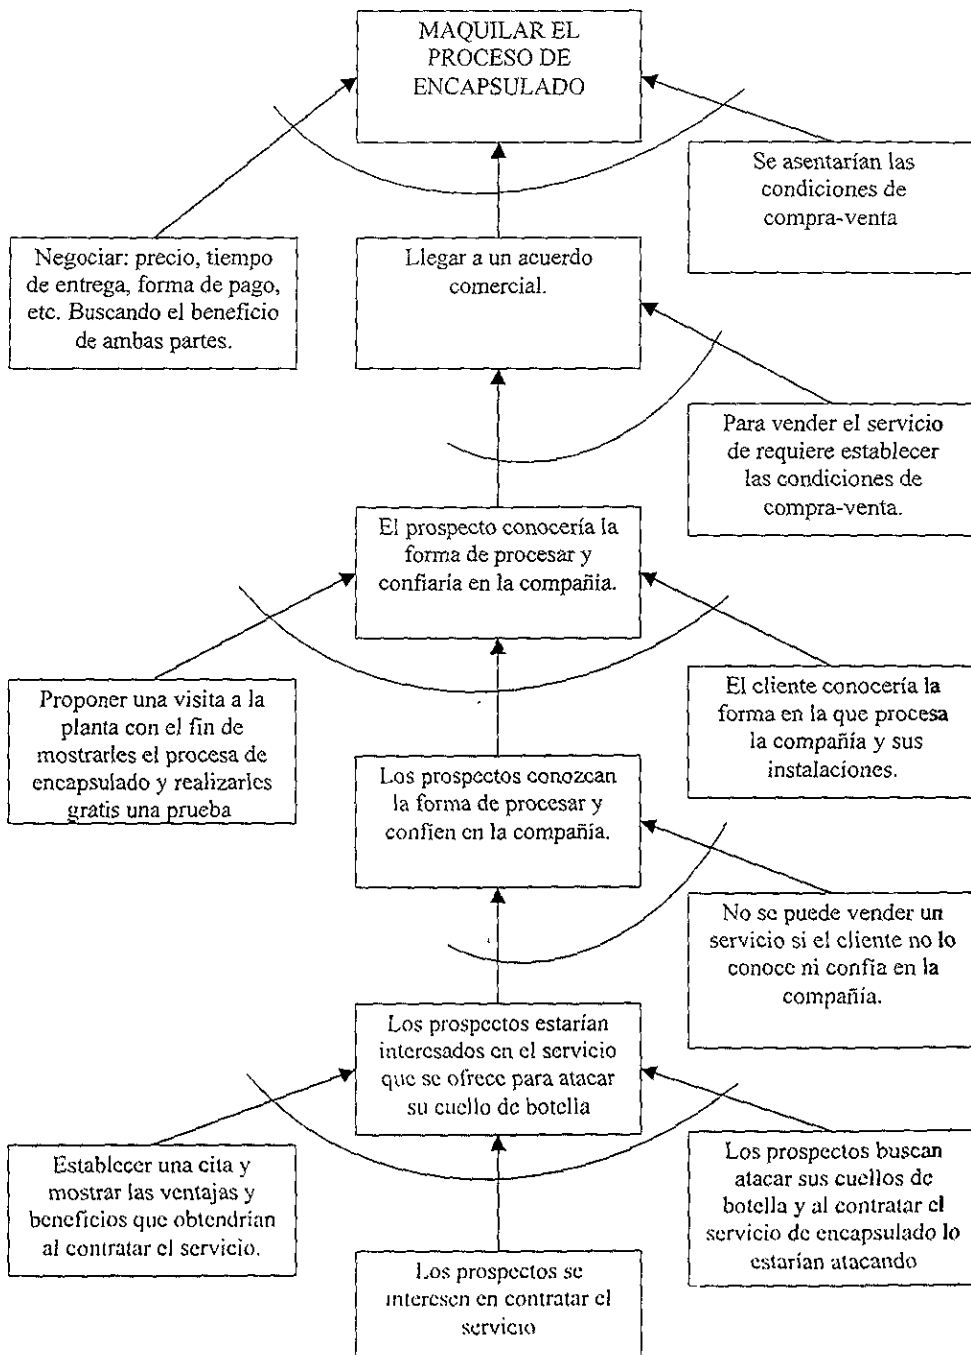 MAQUILAR EL
PROCESO DE
ENCAPSULADO
Se asentarían las
condiciones de
compra-venta
Negociar: precio, tiempo
de entrega, forma de pago,
etc. Buscando el beneficio
de ambas partes.
Llegar a un acuerdo
comercial.
Para vender el servicio
de requiere establecer
las condiciones de
compra-venta.
El prospecto conocería la
forma de procesar y
confiaría en la compañía.
Proponer una visita a la
planta con el fin de
mostrarles el procesa de
encapsulado y realizarles
gratis una prueba
El cliente conocería la
forma en la que procesa
la compañía y sus
instalaciones.
Los prospectos conozcan
la forma de procesar y
confíen en la compañía.
No se puede vender un
servicio si el cliente no lo
conoce ni confía en la
compañía.
Los prospectos estarían
interesados en el servicio
que se ofrece para atacar
su cuello de botella
Establecer una cita y
mostrar las ventajas y
beneficios que obtendrían
al contratar el servicio.
Los prospectos buscan
atacar sus cuellos de
botella y al contratar el
servicio de encapsulado lo
estarían atacando
Los prospectos se
interesen en contratar el
servicio